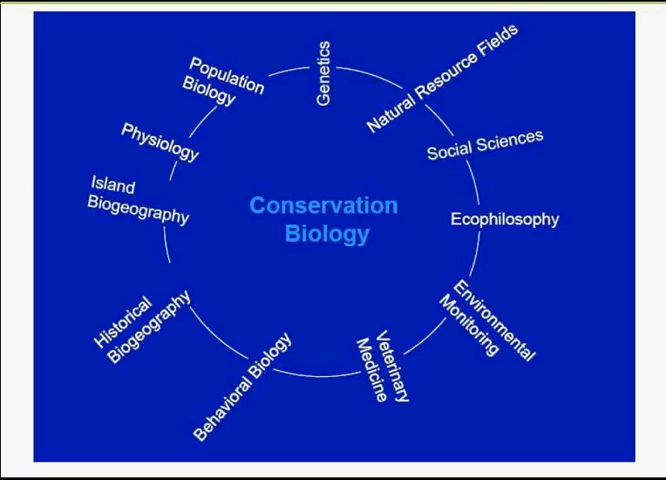 Genetics
Natural Resource Fields
Social Sciences
Ecophilosophy
Environmental
Monitoring
Veterinary
Medicine
Behavioral Biology
Historical
Biogeography
Island
Biogeography
Physiology
Population
Biology
Conservation
Biology